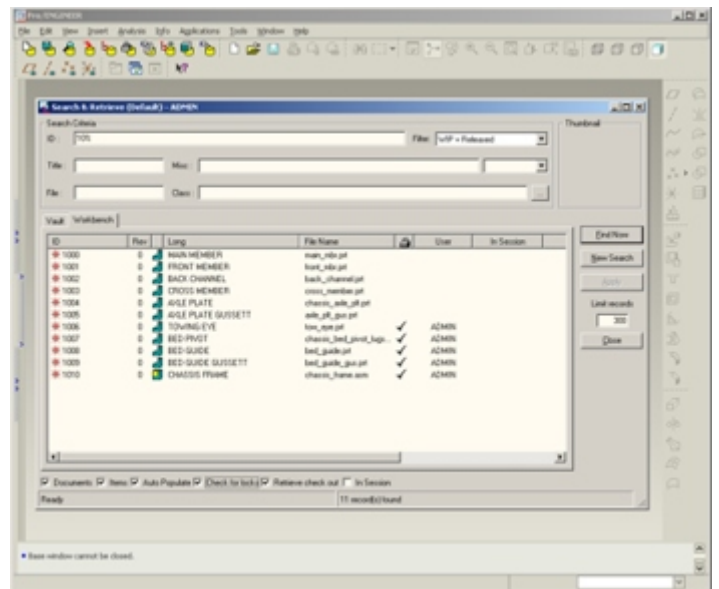 Pro/ENGINEER
File Edit View Insert Analysis Info Applications Tools Window Help
Search & Retrieve (Default) - ADMIN
Search Criteria
Thumbnail
ID: 10% Filter: WIP + Released
Title: Misc:
File: Class: ...
Vault Workbench
ID Rev Long File Name User In Session
1000 0 MAIN MEMBER main_mbr.prt
1001 0 FRONT MEMBER front_mbr.prt
1002 0 BACK CHANNEL back_channel.prt
1003 0 CROSS MEMBER cross_member.prt
1004 0 AXLE PLATE chassis_axle_plt.prt
1005 0 AXLE PLATE GUSSETT axle_plt_gus.prt
1006 0 TOWING EYE tow_eye.prt ADMIN
1007 0 BED PIVOT chassis_bed_pivot_lugs... ADMIN
1008 0 BED GUIDE bed_guide.prt ADMIN
1009 0 BED GUIDE GUSSETT bed_guide_gus.prt ADMIN
1010 0 CHASSIS FRAME chassis_frame.asm ADMIN
Find Now
New Search
Apply
Limit records
300
Close
Documents Items Auto Populate Check for locks Retrieve check out In Session
Ready 11 record(s) found
Base window cannot be closed.